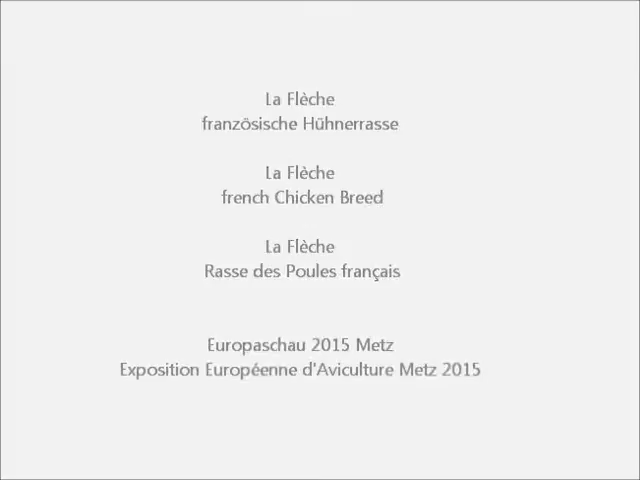 La Flèche
französische Hühnerrasse
La Flèche
french Chicken Breed
La Flèche
Rasse des Poules français
Europaschau 2015 Metz
Exposition Européenne d'Aviculture Metz 2015